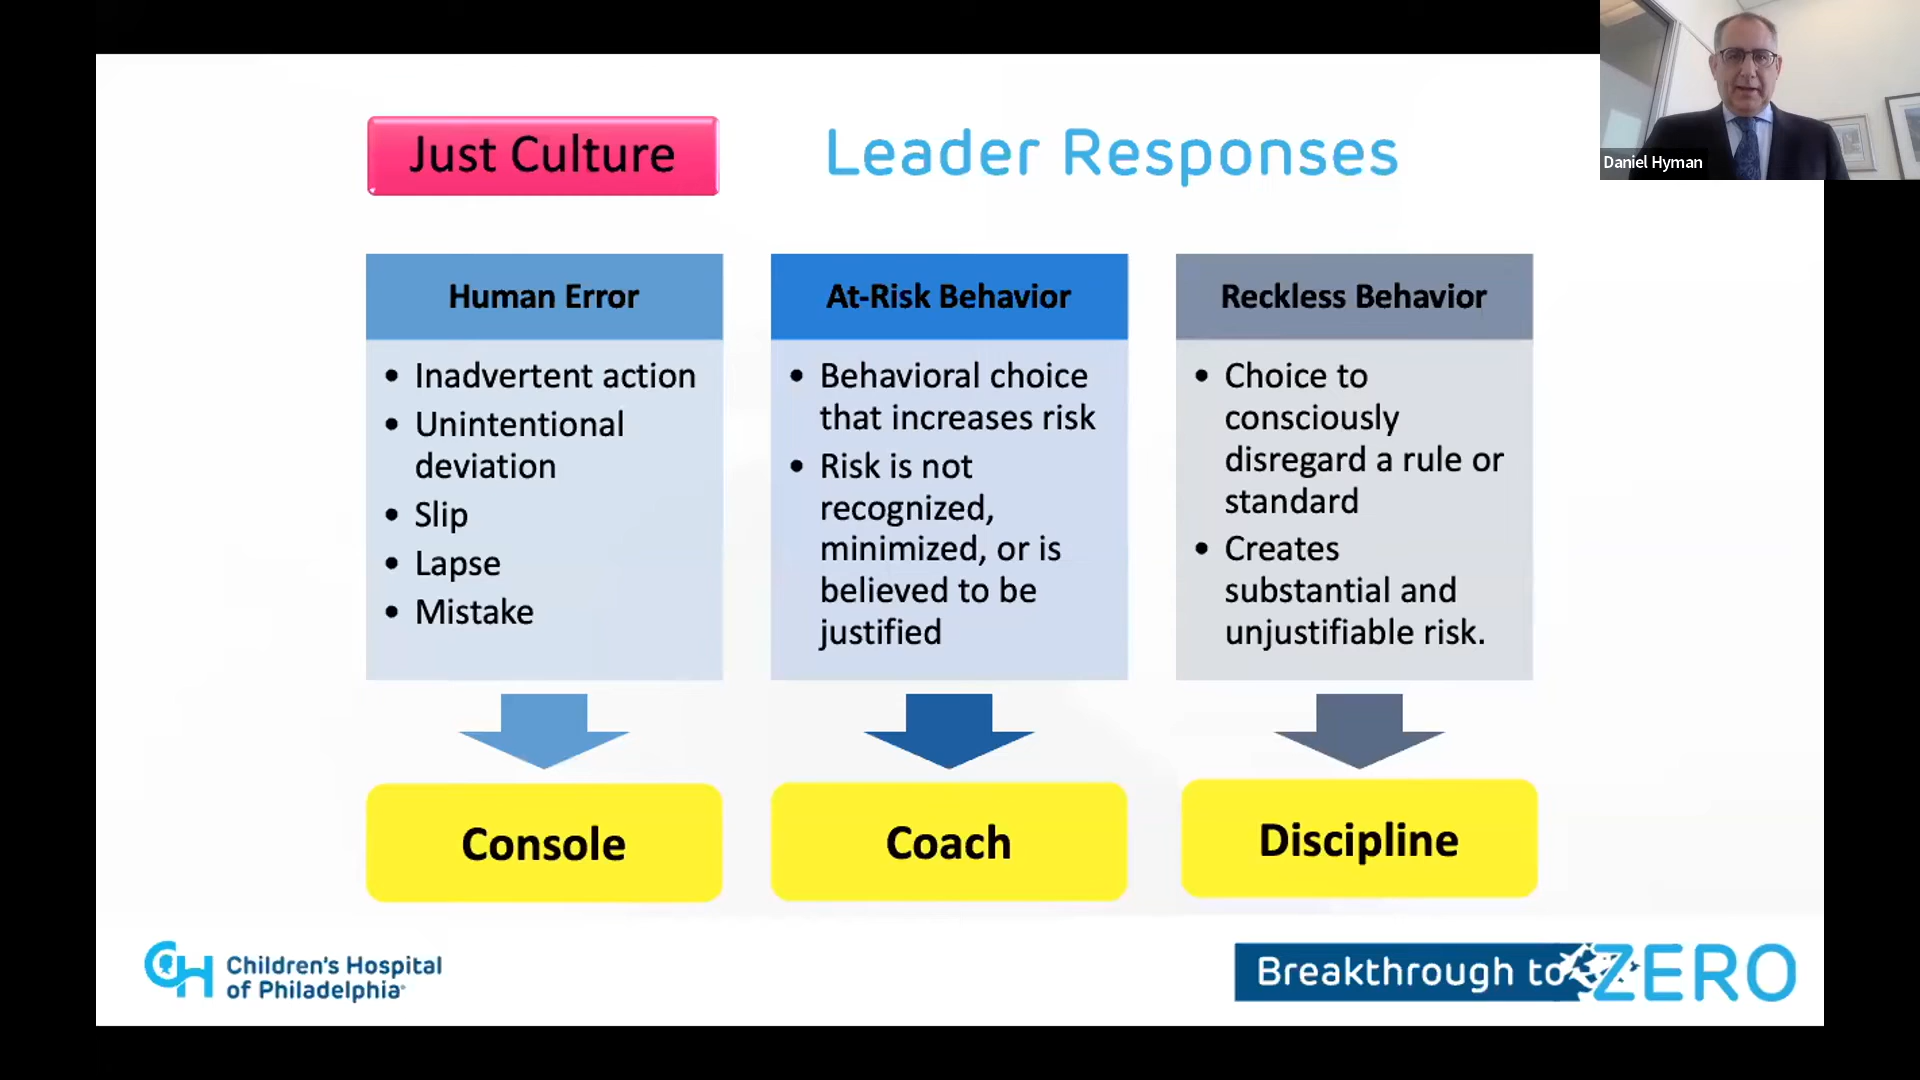 Daniel Hyman
Just Culture
Leader Responses
Human Error
• Inadvertent action
• Unintentional
deviation
• Slip
• Lapse
• Mistake
Console
At-Risk Behavior
• Behavioral choice
that increases risk
• Risk is not
recognized,
minimized, or is
believed to be
justified
Coach
Reckless Behavior
• Choice to
consciously
disregard a rule or
standard
• Creates
substantial and
unjustifiable risk.
Discipline
CH
Children's Hospital
of Philadelphia
Breakthrough to ZERO